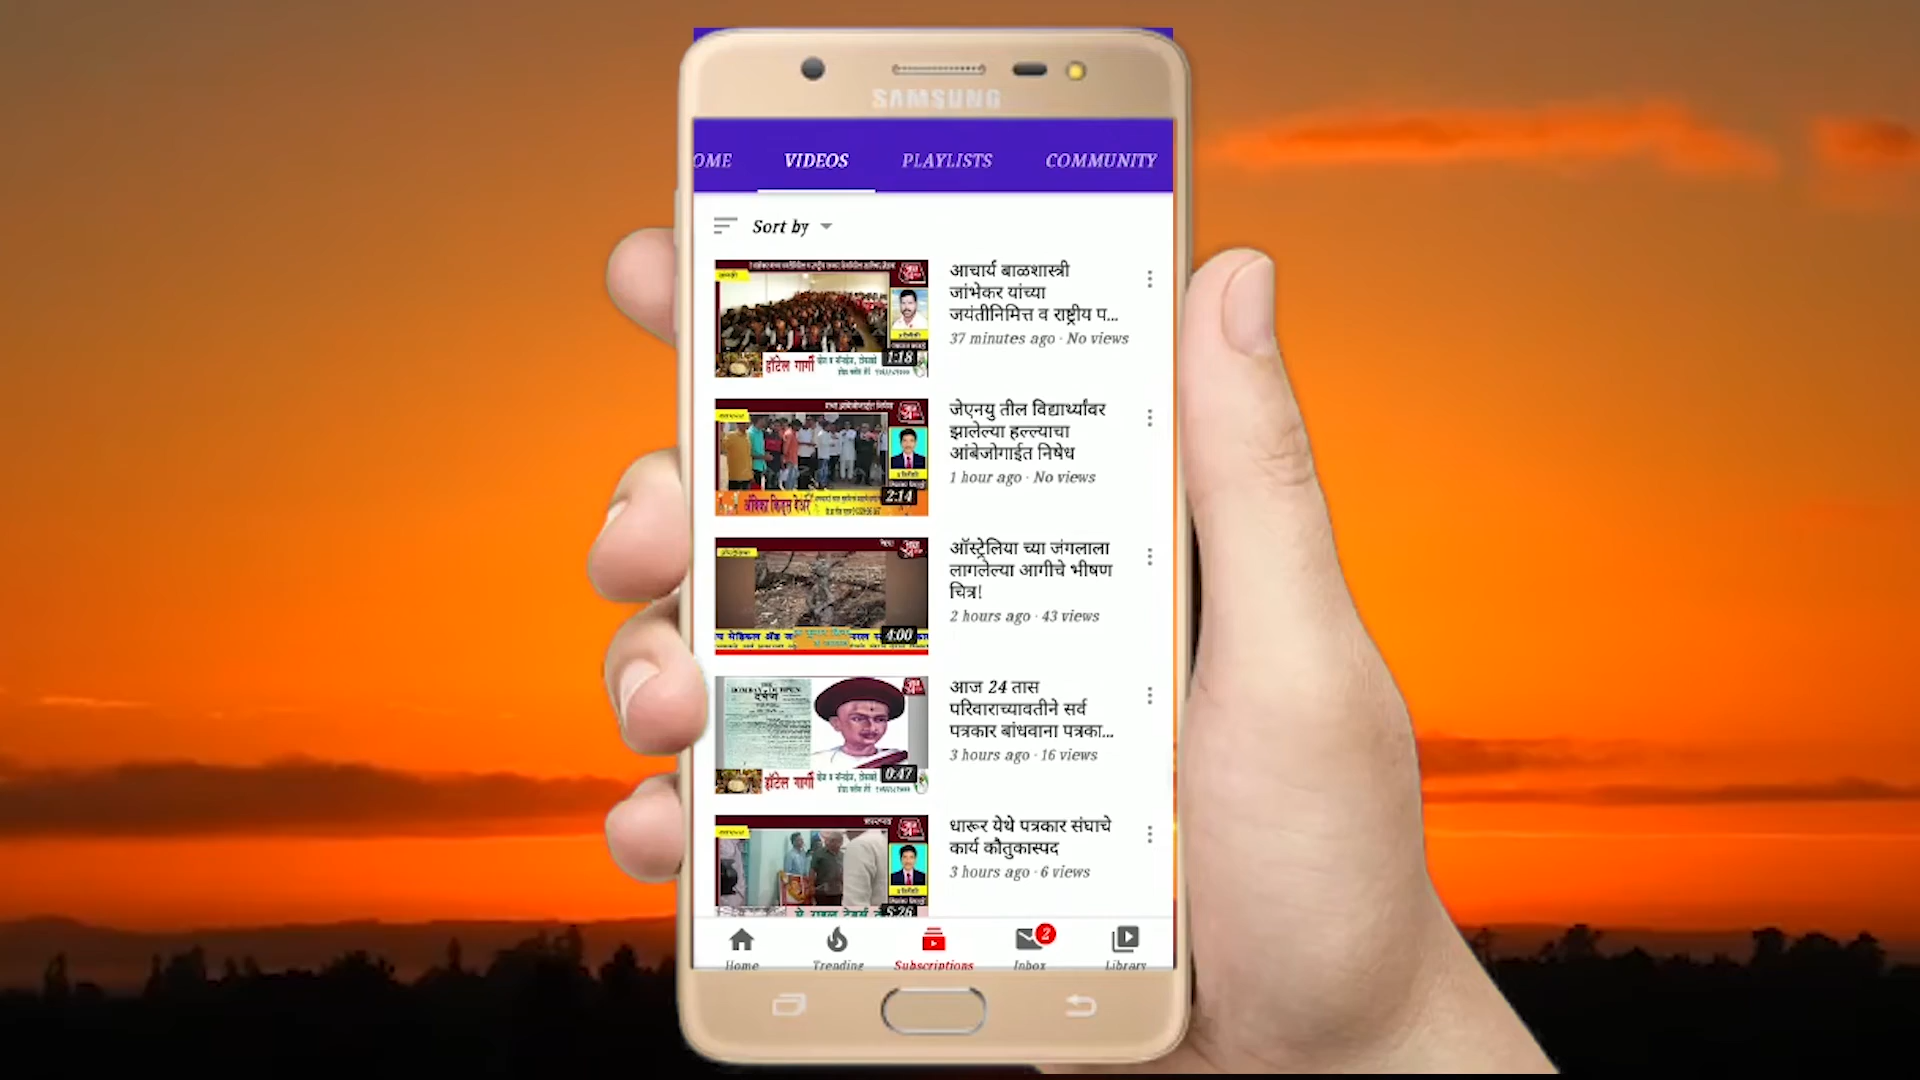 SAMSUNG
OME VIDEOS PLAYLISTS COMMUNITY
Sort by
आचार्य बाळशास्त्री
जांभेकर यांच्या
जयंतीनिमित्त व राष्ट्रीय प...
37 minutes ago · No views
हॉटेल गार्गी
1:18
जेएनयु तील विद्यार्थ्यांवर
झालेल्या हल्ल्याचा
आंबेजोगाईत निषेध
1 hour ago · No views
2:14
ऑस्ट्रेलिया च्या जंगलाला
लागलेल्या आगीचे भीषण
चित्र!
2 hours ago · 43 views
4:00
आज 24 तास
परिवाराच्यावतीने सर्व
पत्रकार बांधवाना पत्रका...
3 hours ago · 16 views
हॉटेल गार्गी
0:47
धारूर येथे पत्रकार संघाचे
कार्य कौतुकास्पद
3 hours ago · 6 views
5:26
2
Home Trending Subscriptions Inbox Library